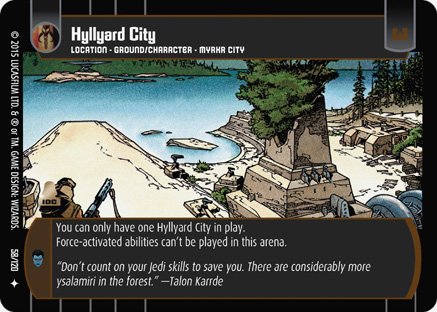 Hyllyard City
LOCATION - GROUND/CHARACTER - MYRKR CITY
3
100
You can only have one Hyllyard City in play.
Force-activated abilities can't be played in this arena.
“Don't count on your Jedi skills to save you. There are considerably more
ysalamiri in the forest.” —Talon Karrde
© 2015 LUCASFILM LTD. & ® or TM. GAME DESIGN: WIZARDS.
58/120